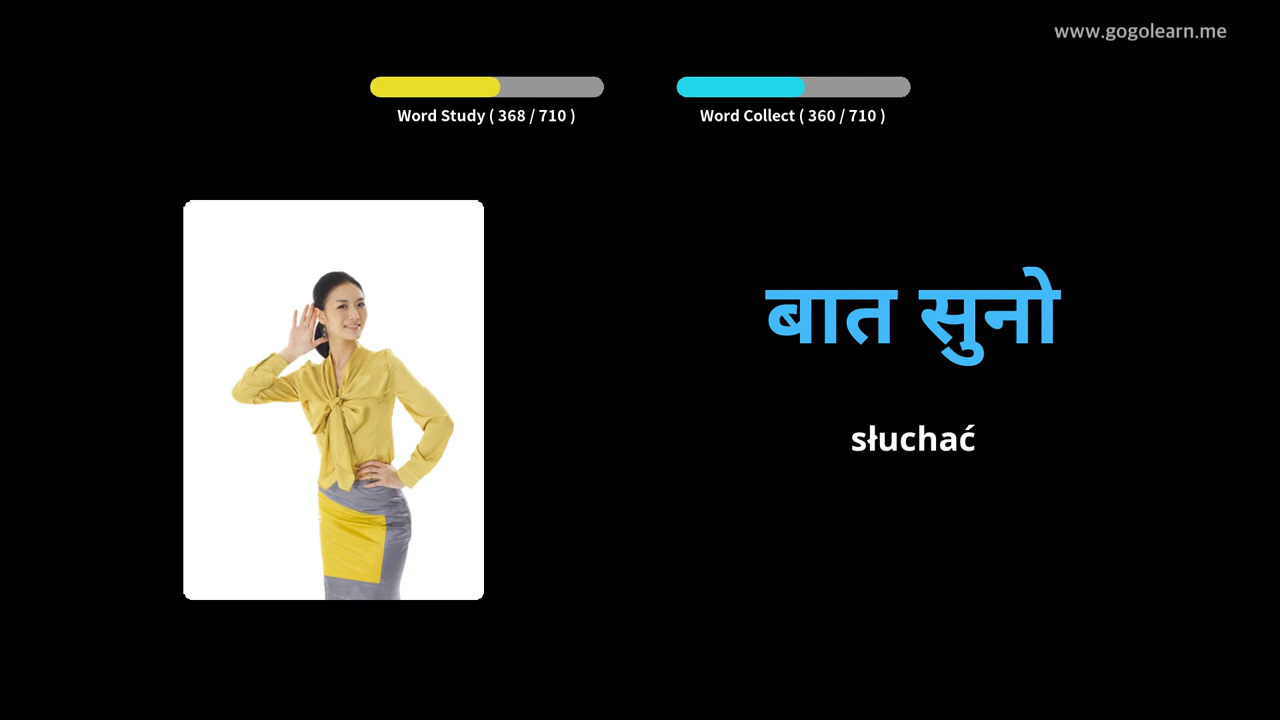 www.gogolearn.me
Word Study ( 368 / 710 )
Word Collect ( 360 / 710 )
बात सुनो
słuchać